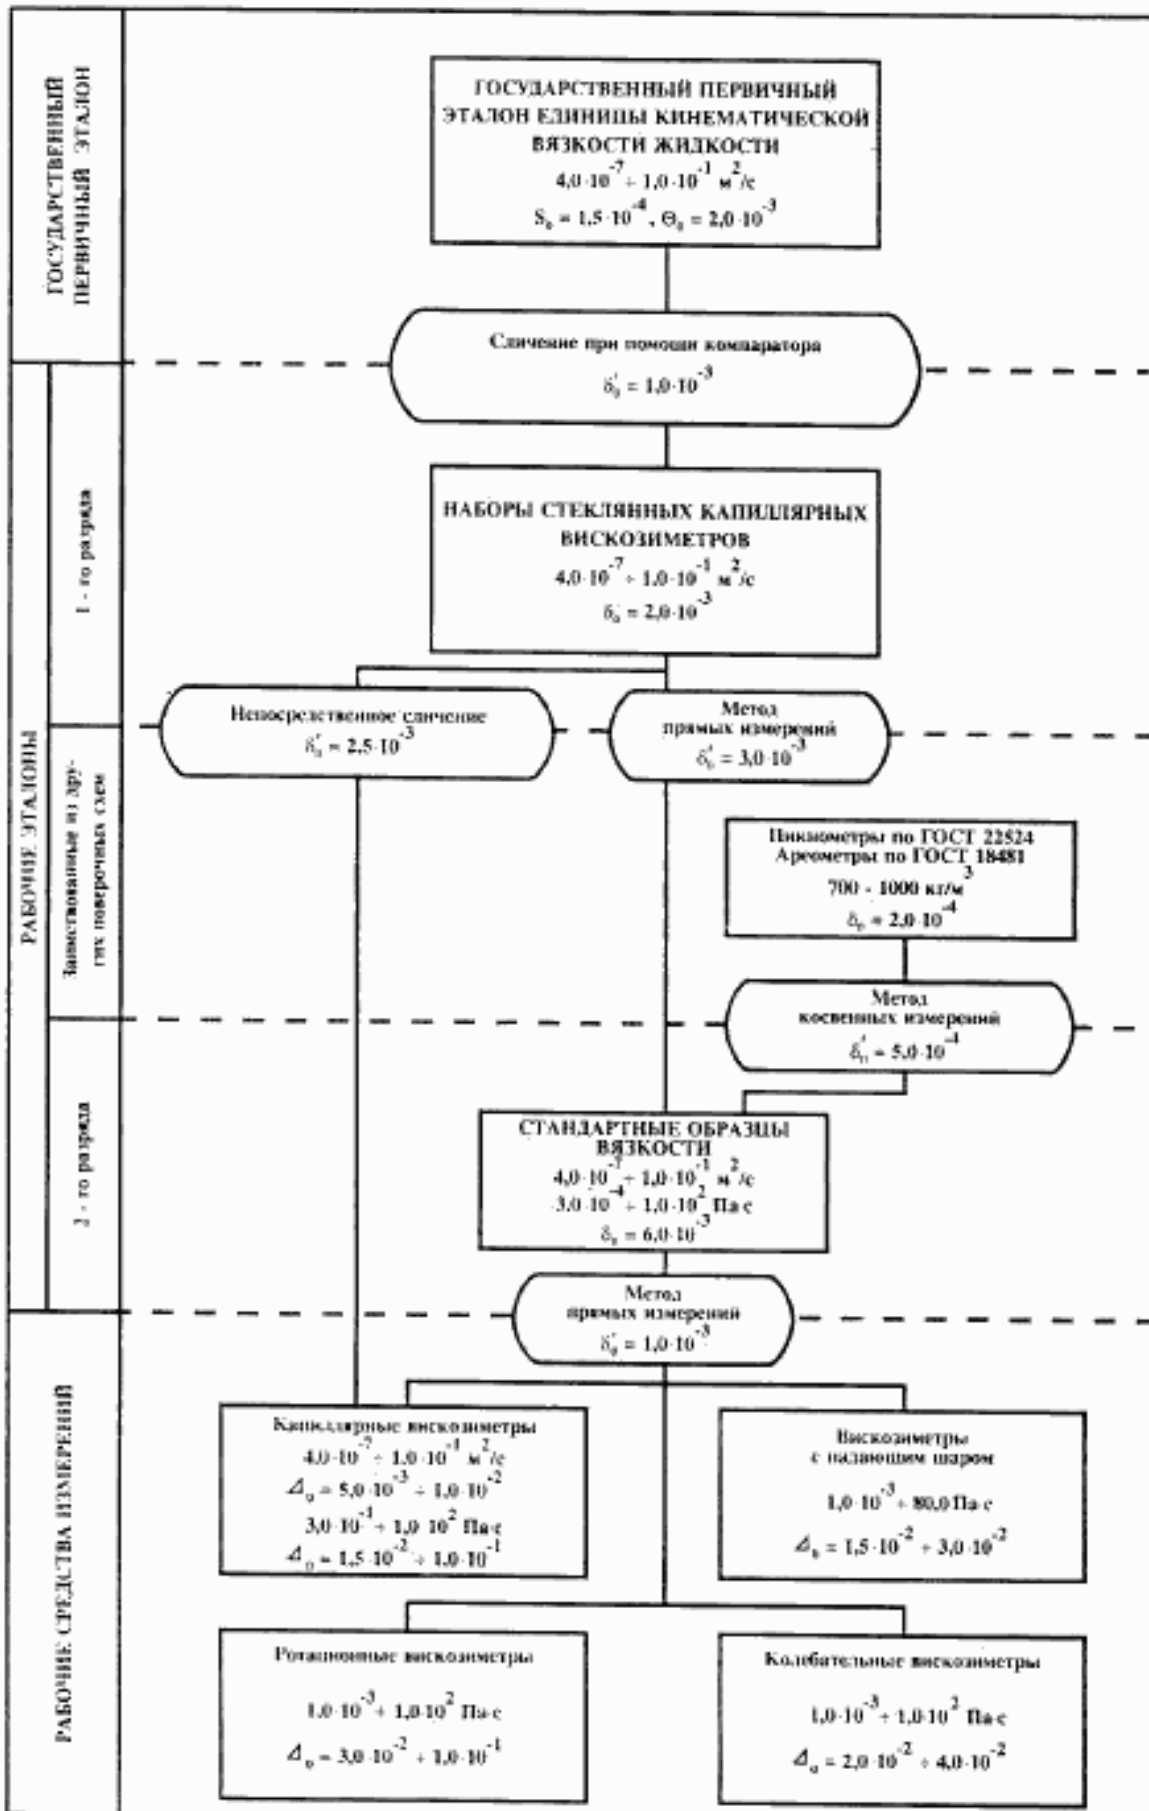 ГОСУДАРСТВЕННЫЙ
ПЕРВИЧНЫЙ ЭТАЛОН
ГОСУДАРСТВЕННЫЙ ПЕРВИЧНЫЙ
ЭТАЛОН ЕДИНИЦЫ КИНЕМАТИЧЕСКОЙ
ВЯЗКОСТИ ЖИДКОСТИ
4,0·10⁻⁷ ÷ 1,0·10⁻¹ м²/с
S₀ = 1,5·10⁻⁴, Θ₀ = 2,0·10⁻³
Сличение при помощи компаратора
δ₀' = 1,0·10⁻³
РАБОЧИЕ ЭТАЛОНЫ
1 - го разряда
НАБОРЫ СТЕКЛЯННЫХ КАПИЛЛЯРНЫХ
ВИСКОЗИМЕТРОВ
4,0·10⁻⁷ ÷ 1,0·10⁻¹ м²/с
δ₀ = 2,0·10⁻³
Непосредственное сличение
δ₀' = 2,5·10⁻³
Метод
прямых измерений
δ₀' = 3,0·10⁻³
Заимствованные из дру-
гих поверочных схем
Пикнометры по ГОСТ 22524
Ареометры по ГОСТ 18481
700 - 1000 кг/м³
δ₀ = 2,0·10⁻⁴
Метод
косвенных измерений
δ₀' = 5,0·10⁻⁴
2 - го разряда
СТАНДАРТНЫЕ ОБРАЗЦЫ
ВЯЗКОСТИ
4,0·10⁻⁷ ÷ 1,0·10⁻¹ м²/с
3,0·10⁻⁴ ÷ 1,0·10² Па·с
δ₀ = 6,0·10⁻³
Метод
прямых измерений
δ₀' = 1,0·10⁻³
РАБОЧИЕ СРЕДСТВА ИЗМЕРЕНИЙ
Капиллярные вискозиметры
4,0·10⁻⁷ ÷ 1,0·10⁻¹ м²/с
Δ₀ = 5,0·10⁻³ ÷ 1,0·10⁻²
3,0·10⁻¹ ÷ 1,0·10² Па·с
Δ₀ = 1,5·10⁻² ÷ 1,0·10⁻¹
Вискозиметры
с падающим шаром
1,0·10⁻³ ÷ 80,0 Па·с
Δ₀ = 1,5·10⁻² ÷ 3,0·10⁻²
Ротационные вискозиметры
1,0·10⁻³ ÷ 1,0·10² Па·с
Δ₀ = 3,0·10⁻² ÷ 1,0·10⁻¹
Колебательные вискозиметры
1,0·10⁻³ ÷ 1,0·10² Па·с
Δ₀ = 2,0·10⁻² ÷ 4,0·10⁻²